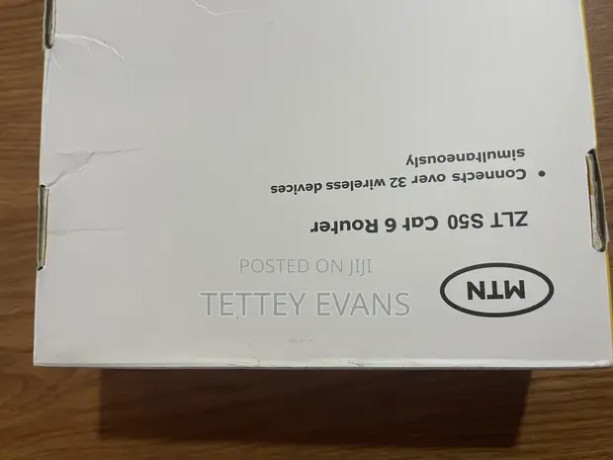 MTN
ZLT S50 Cat 6 Router
• Connects over 32 wireless devices
simultaneously
POSTED ON JIJI
TETTEY EVANS